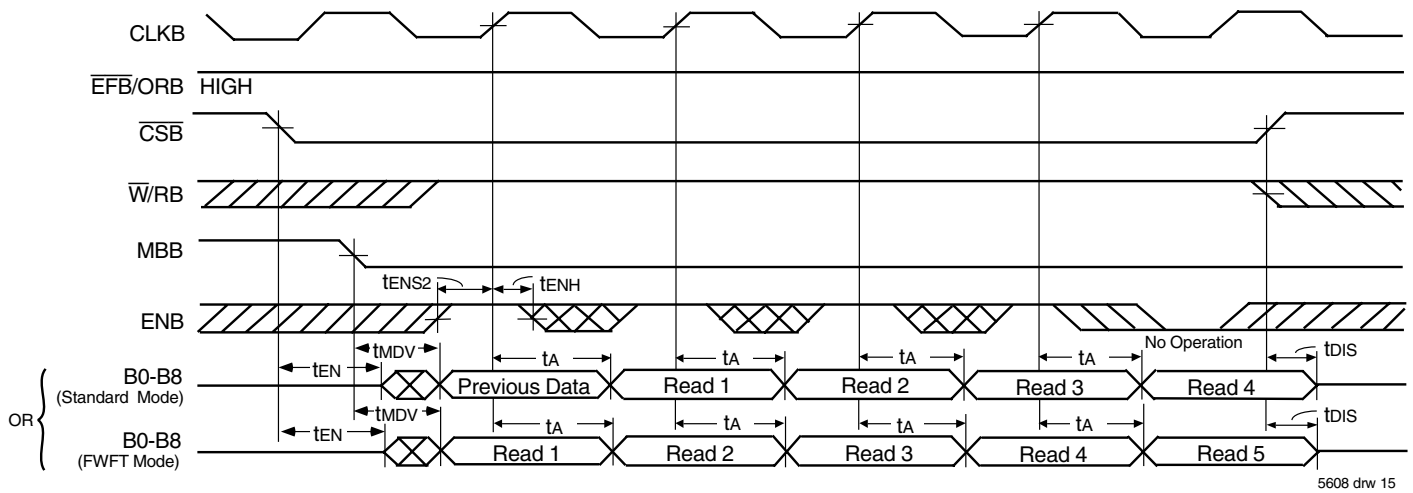 CLKB
EFB/ORB HIGH
CSB
W/RB
MBB
tENS2 tENH
ENB
No Operation
tMDV tA tA tA tA tDIS
tEN
B0-B8 Previous Data Read 1 Read 2 Read 3 Read 4
(Standard Mode)
OR
tMDV tA tA tA tA tDIS
tEN
B0-B8 Read 1 Read 2 Read 3 Read 4 Read 5
(FWFT Mode)
5608 drw 15